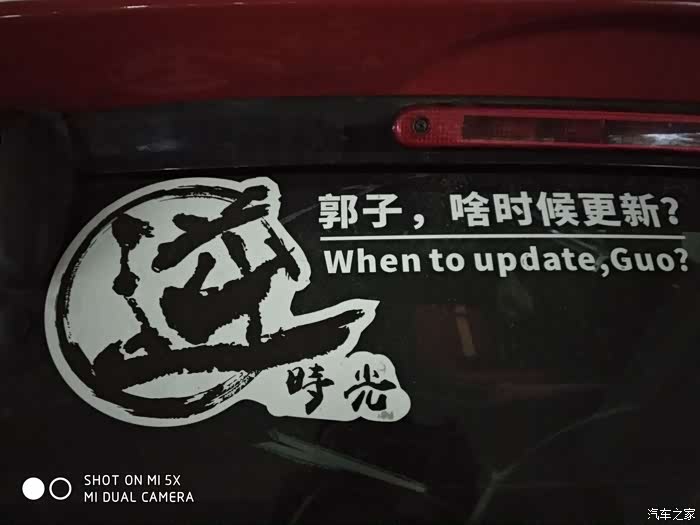 郭子，啥时候更新？
When to update,Guo?
逆
時光
SHOT ON MI 5X
MI DUAL CAMERA
汽车之家